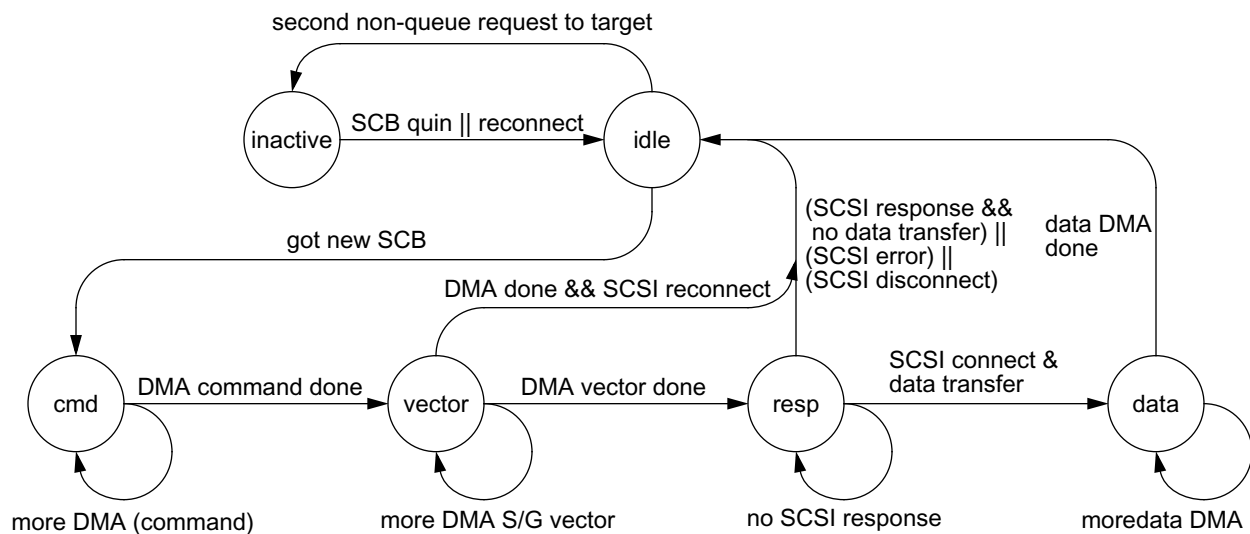 second non-queue request to target
inactive
SCB quin || reconnect
idle
(SCSI response &&
no data transfer) ||
(SCSI error) ||
(SCSI disconnect)
data DMA
done
got new SCB
DMA done && SCSI reconnect
cmd
DMA command done
vector
DMA vector done
resp
SCSI connect &
data transfer
data
more DMA (command)
more DMA S/G vector
no SCSI response
moredata DMA